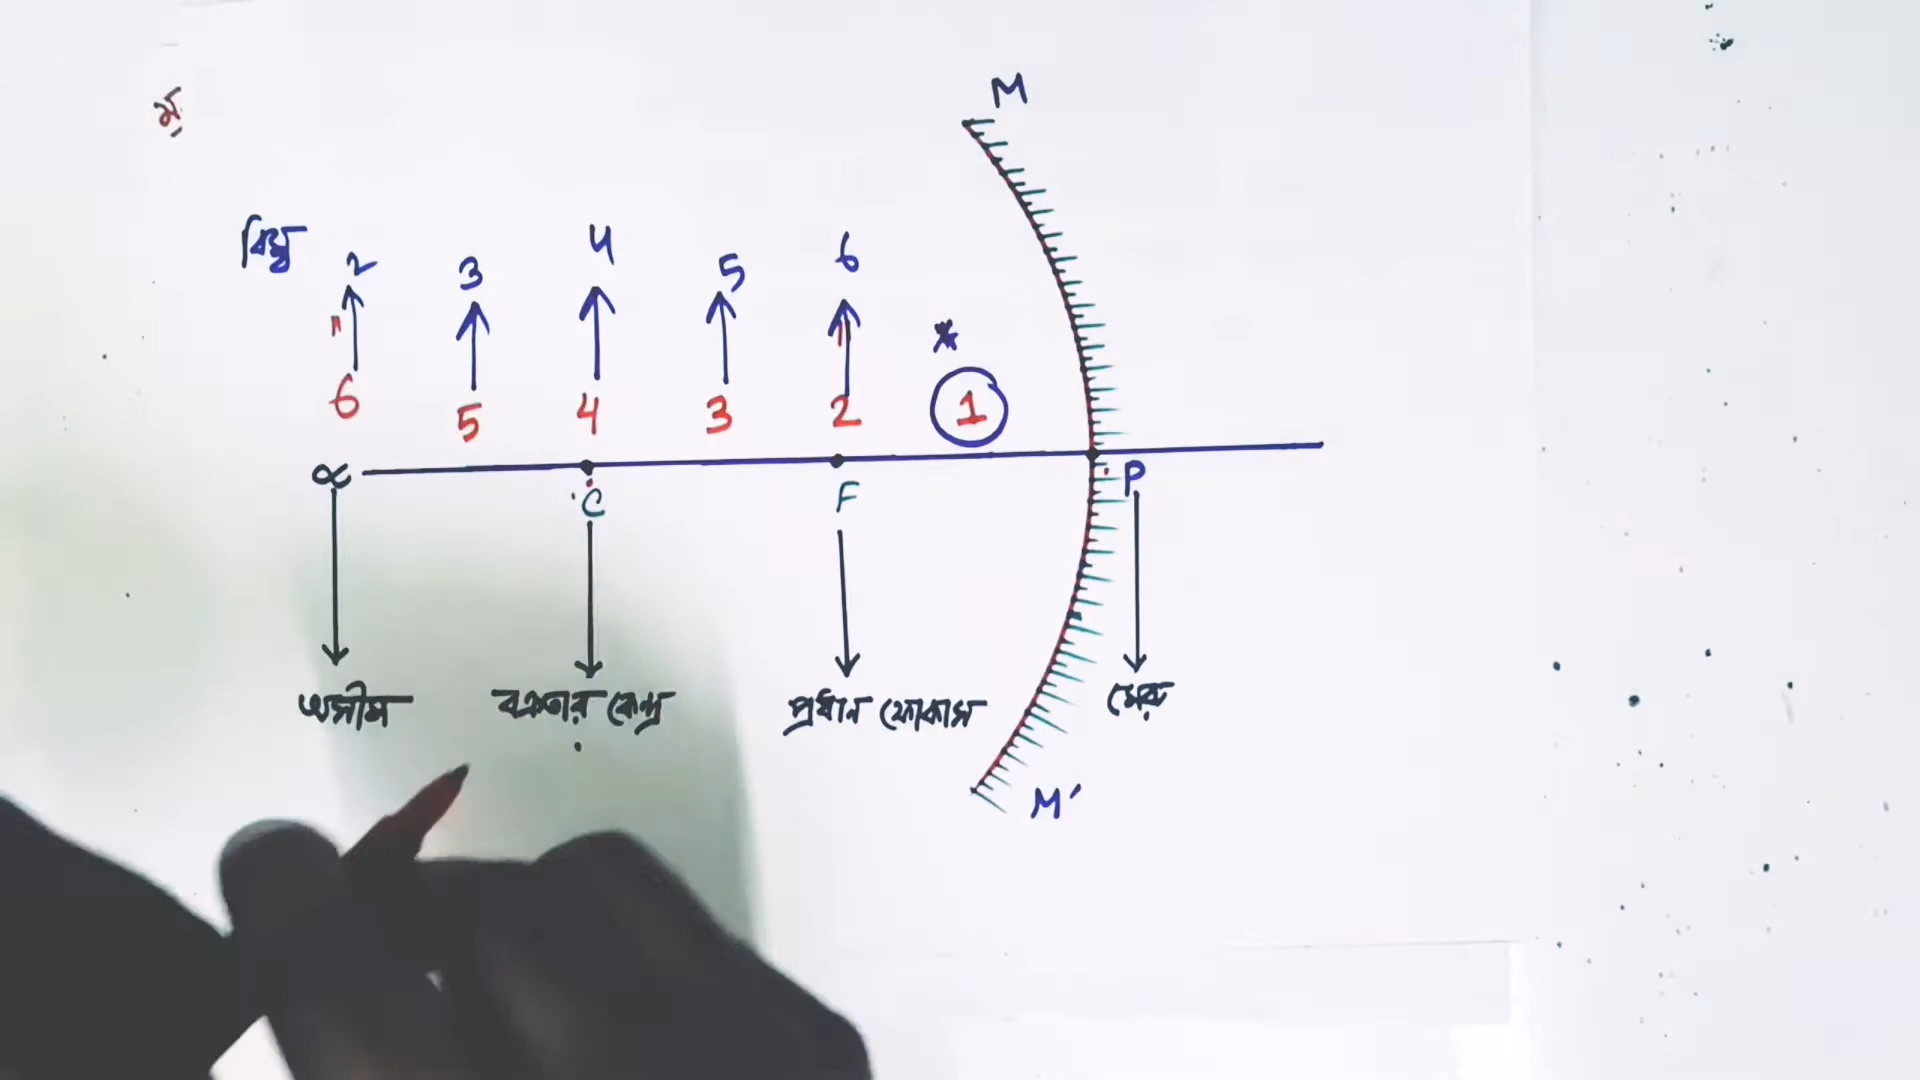 M
বিম্ব 2 3 4 5 6
6 5 4 3 2 1
∝ C F P
অসীম বক্রতার কেন্দ্র প্রধান ফোকাস মেরু
M′